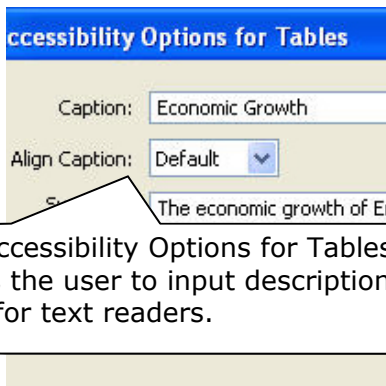 ccessibility Options for Tables
Caption: Economic Growth
Align Caption: Default
The economic growth of
ccessibility Options for Tables
the user to input description
for text readers.